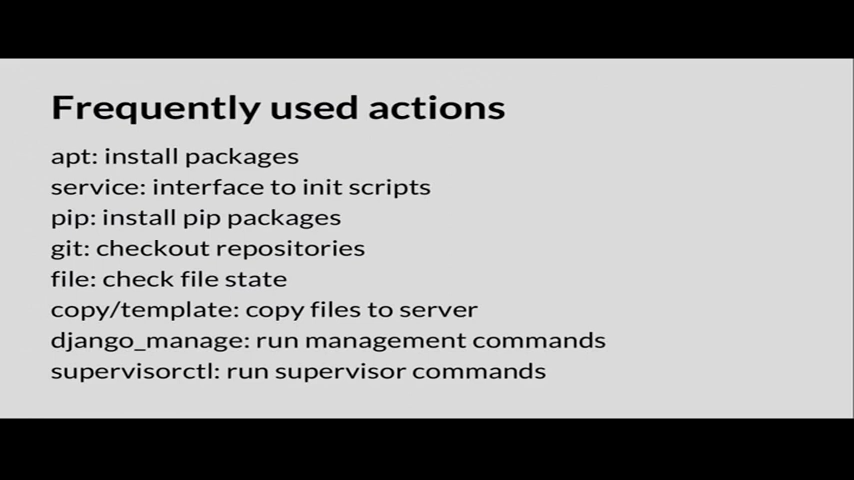 Frequently used actions
apt: install packages
service: interface to init scripts
pip: install pip packages
git: checkout repositories
file: check file state
copy/template: copy files to server
django_manage: run management commands
supervisorctl: run supervisor commands